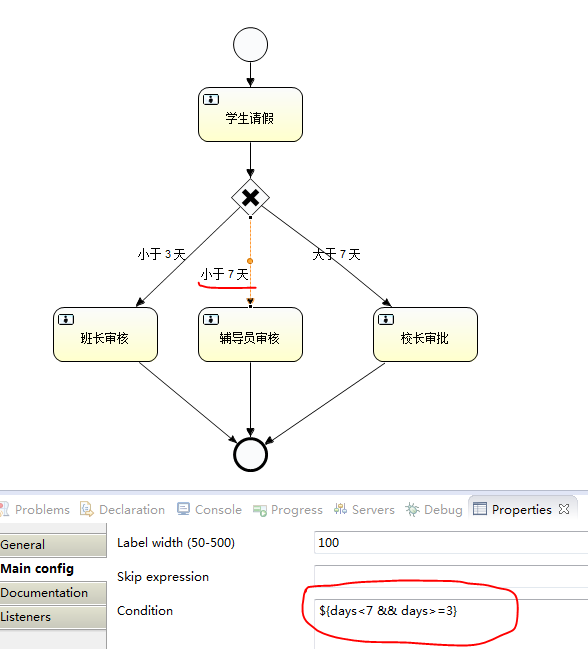 学生请假
小于 3 天
大于 7 天
小于 7 天
班长审核
辅导员审核
校长审批
Problems Declaration Console Progress Servers Debug Properties
General
Main config
Documentation
Listeners
Label width (50-500) 100
Skip expression
Condition ${days<7 && days>=3}